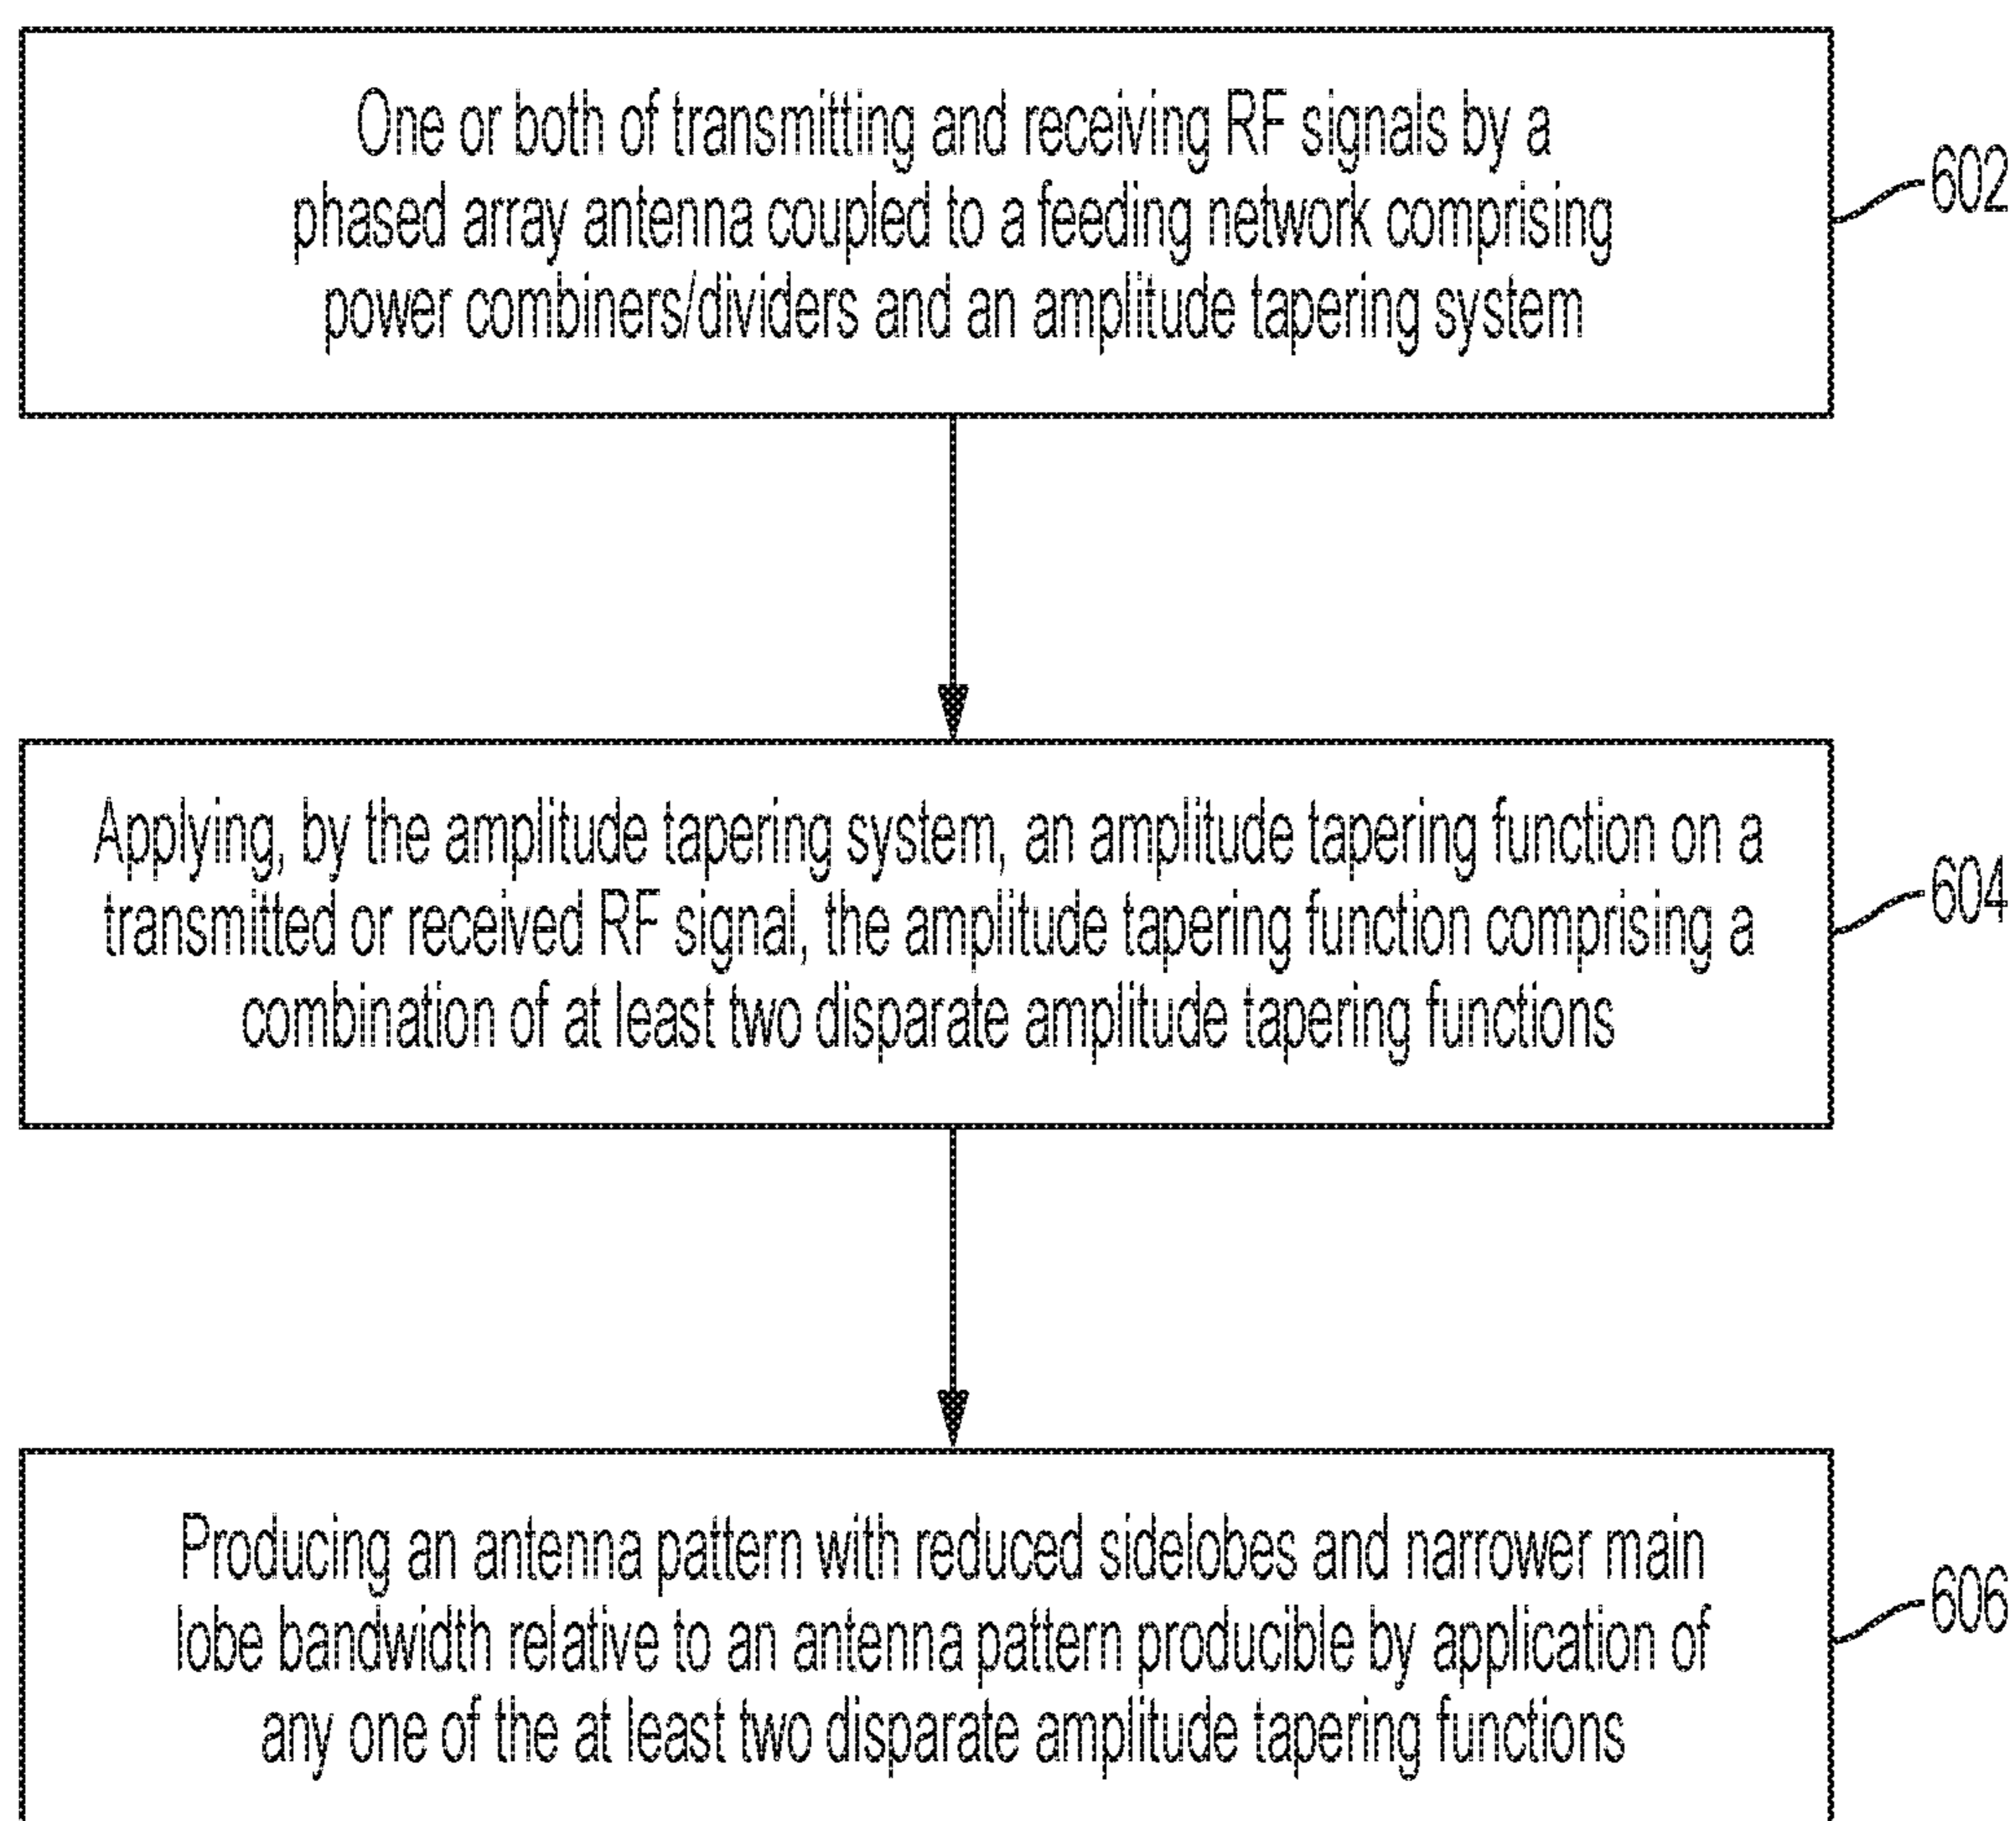 One or both of transmitting and receiving RF signals by a
phased array antenna coupled to a feeding network comprising
power combiners/dividers and an amplitude tapering system
602
Applying, by the amplitude tapering system, an amplitude tapering function on a
transmitted or received RF signal, the amplitude tapering function comprising a
combination of at least two disparate amplitude tapering functions
604
Producing an antenna pattern with reduced sidelobes and narrower main
lobe bandwidth relative to an antenna pattern producible by application of
any one of the at least two disparate amplitude tapering functions
606